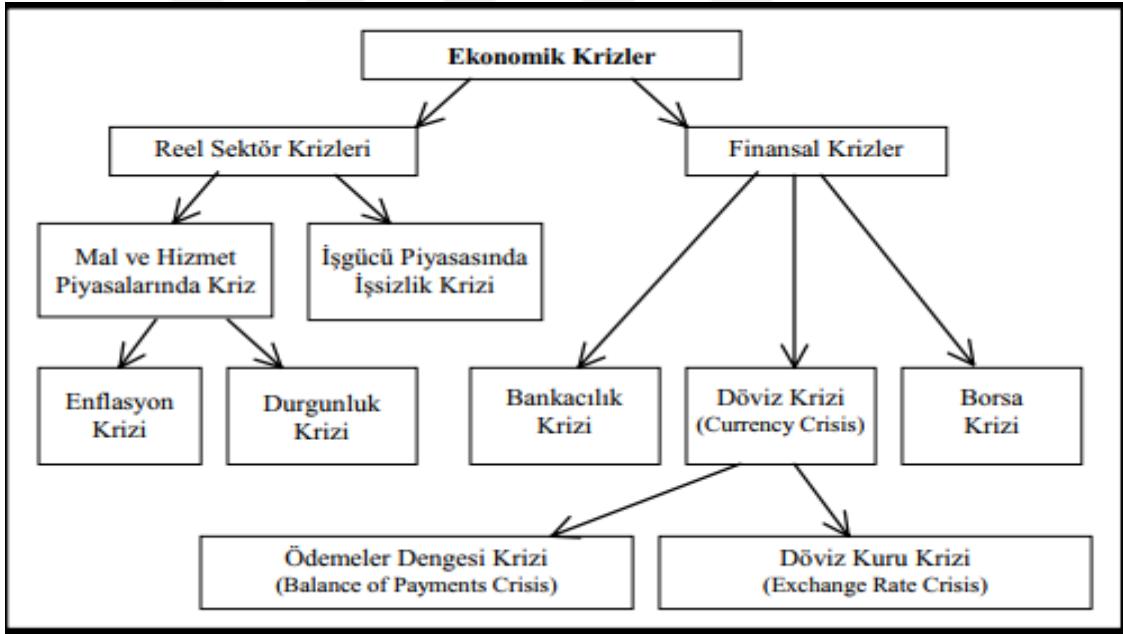 Ekonomik Krizler
Reel Sektör Krizleri
Finansal Krizler
Mal ve Hizmet
Piyasalarında Kriz
İşgücü Piyasasında
İşsizlik Krizi
Enflasyon
Krizi
Durgunluk
Krizi
Bankacılık
Krizi
Döviz Krizi
(Currency Crisis)
Borsa
Krizi
Ödemeler Dengesi Krizi
(Balance of Payments Crisis)
Döviz Kuru Krizi
(Exchange Rate Crisis)